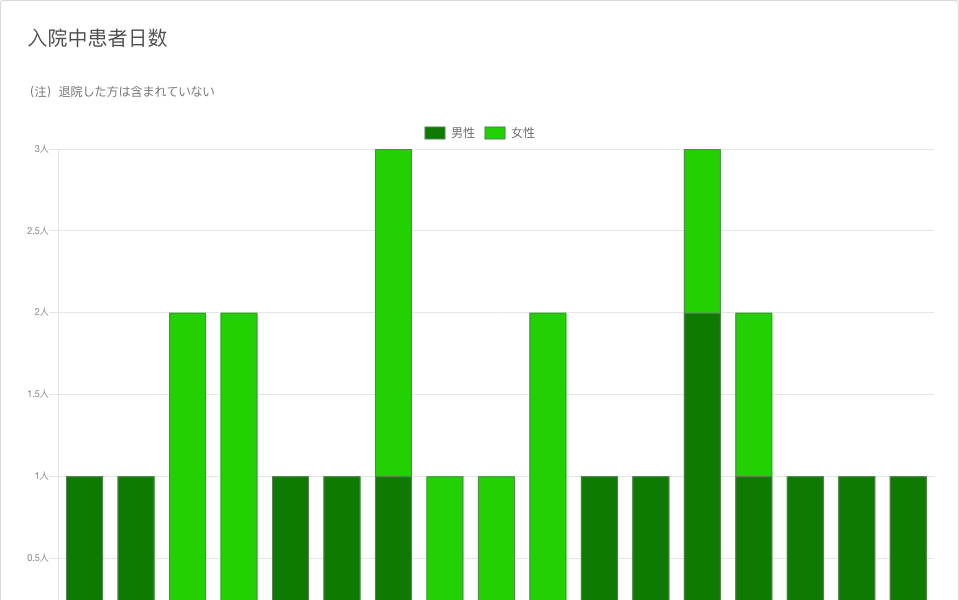 入院中患者日数
（注）退院した方は含まれていない
男性 女性
3人
2.5人
2人
1.5人
1人
0.5人